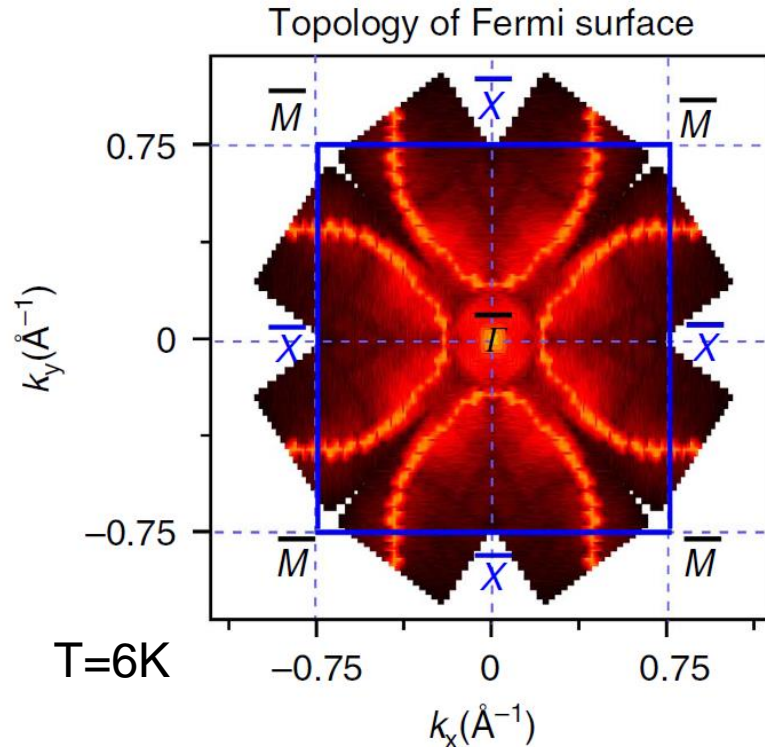 Topology of Fermi surface
M̅ X̅ M̅
0.75
k_y(Å⁻¹)
0 X̅ Γ̅ X̅
−0.75
M̅ X̅ M̅
T=6K −0.75 0 0.75
k_x(Å⁻¹)